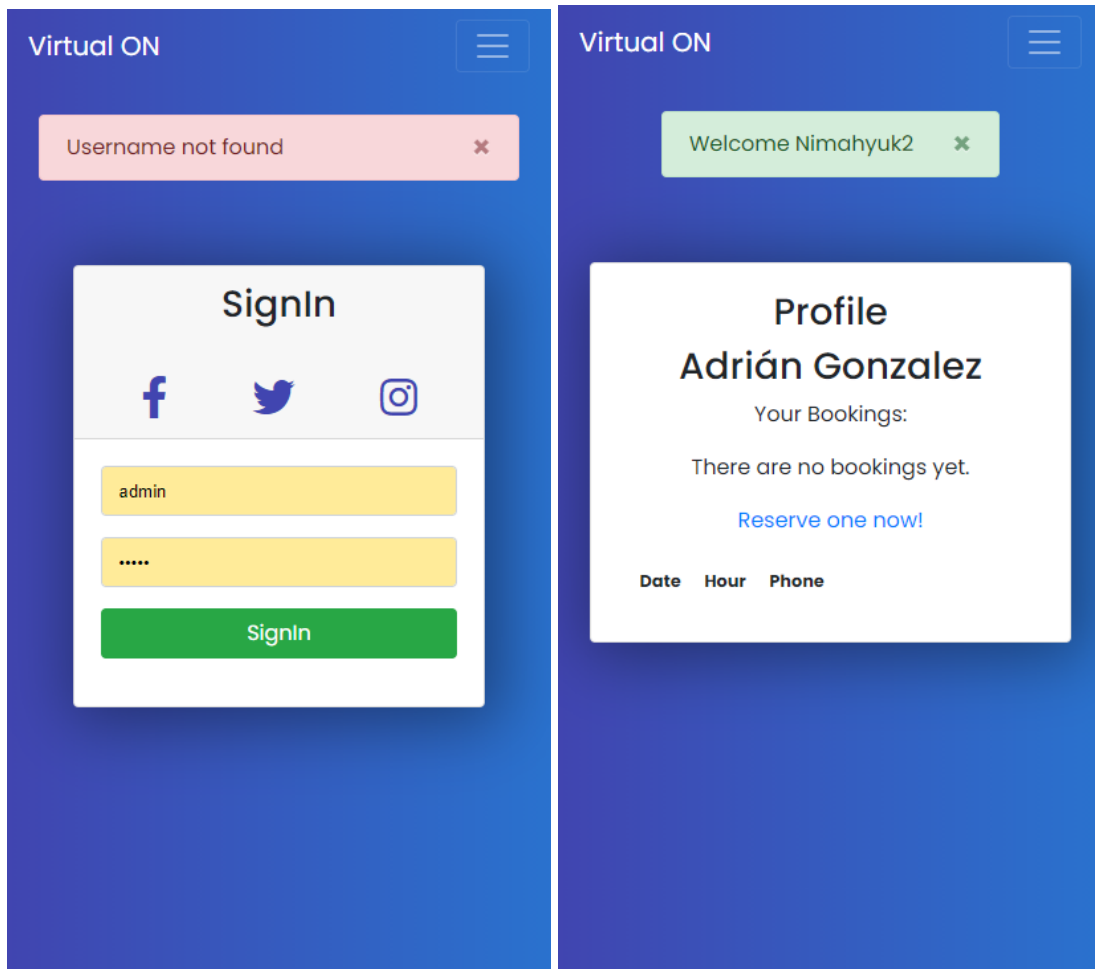 Virtual ON
Username not found ×
SignIn
admin
•••••
SignIn
Virtual ON
Welcome Nimahyuk2 ×
Profile
Adrián Gonzalez
Your Bookings:
There are no bookings yet.
Reserve one now!
Date Hour Phone